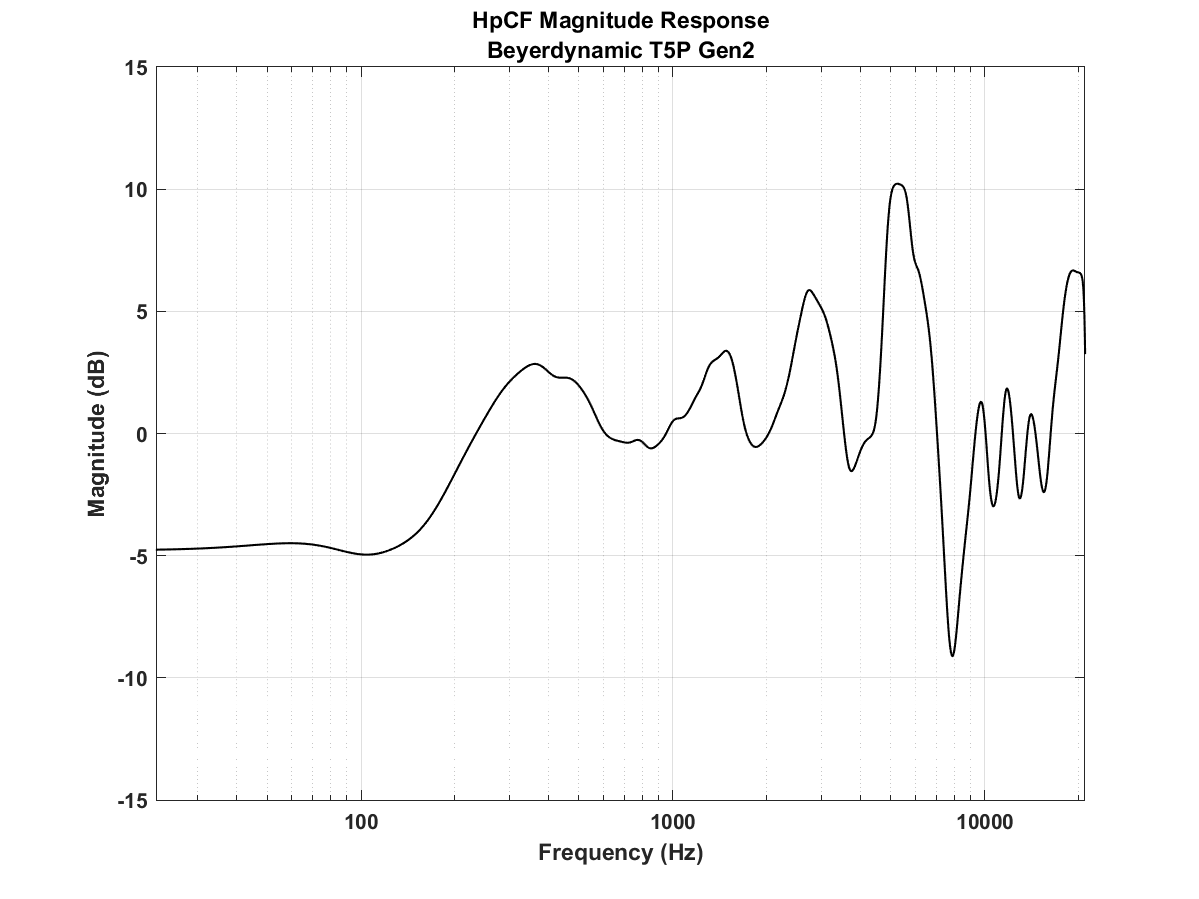 HpCF Magnitude Response
Beyerdynamic T5P Gen2
15
10
5
0
-5
-10
-15
Magnitude (dB)
100
1000
10000
Frequency (Hz)